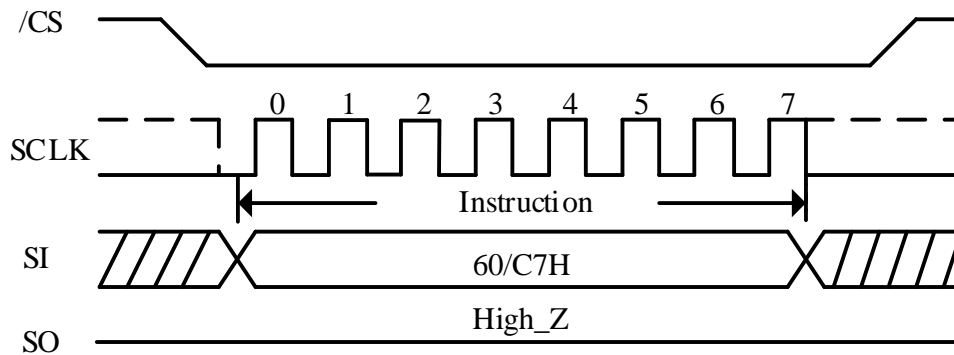 /CS
0 1 2 3 4 5 6 7
SCLK
Instruction
SI
60/C7H
High_Z
SO